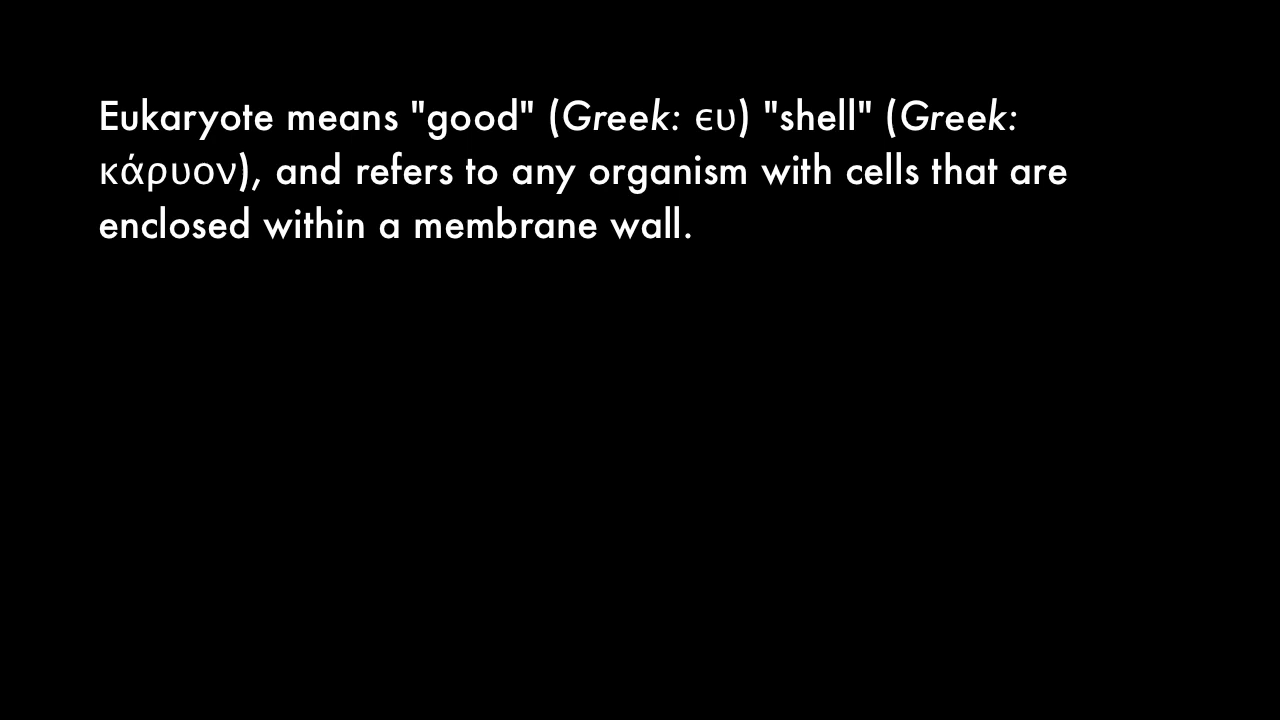 Eukaryote means "good" (Greek: ευ) "shell" (Greek:
κάρυον), and refers to any organism with cells that are
enclosed within a membrane wall.